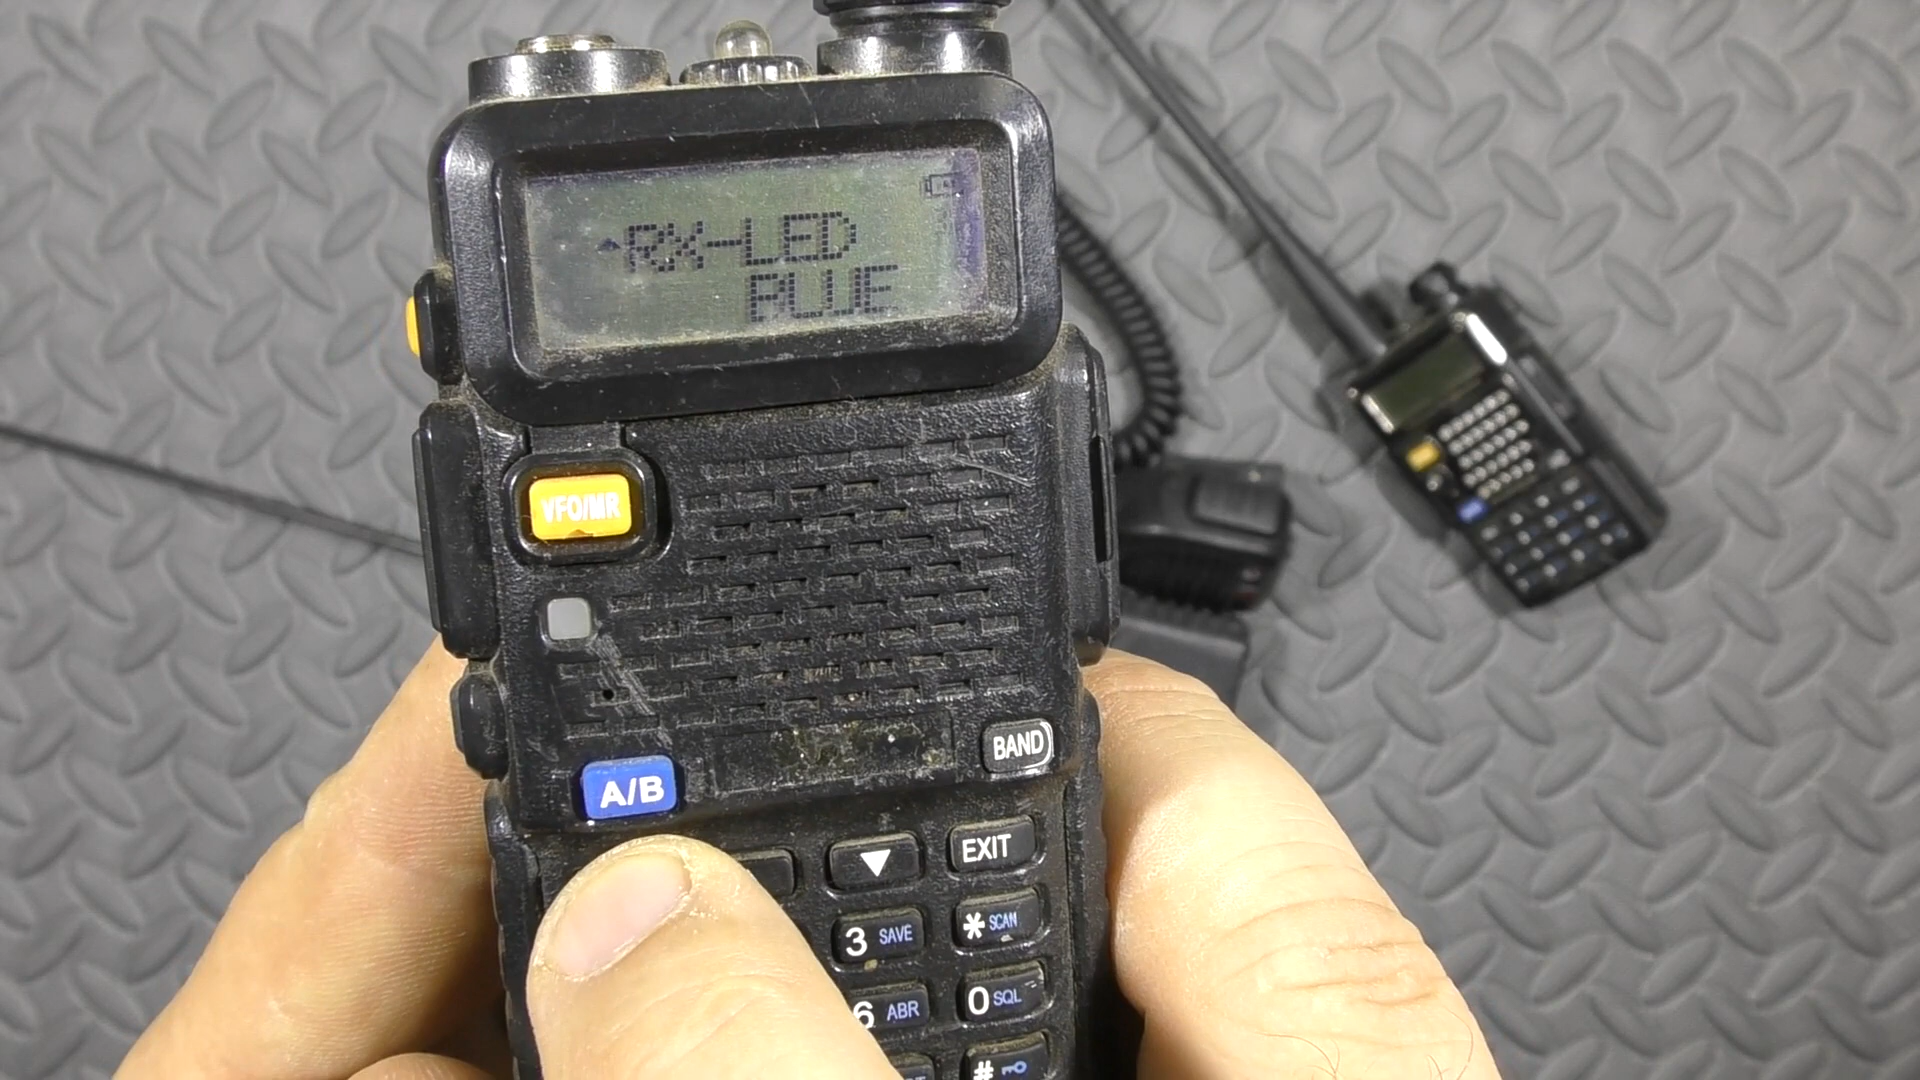 RX-LED
BLUE
VFO/MR
BAND
A/B
EXIT
3 SAVE
* SCAN
6 ABR
0 SQL
#